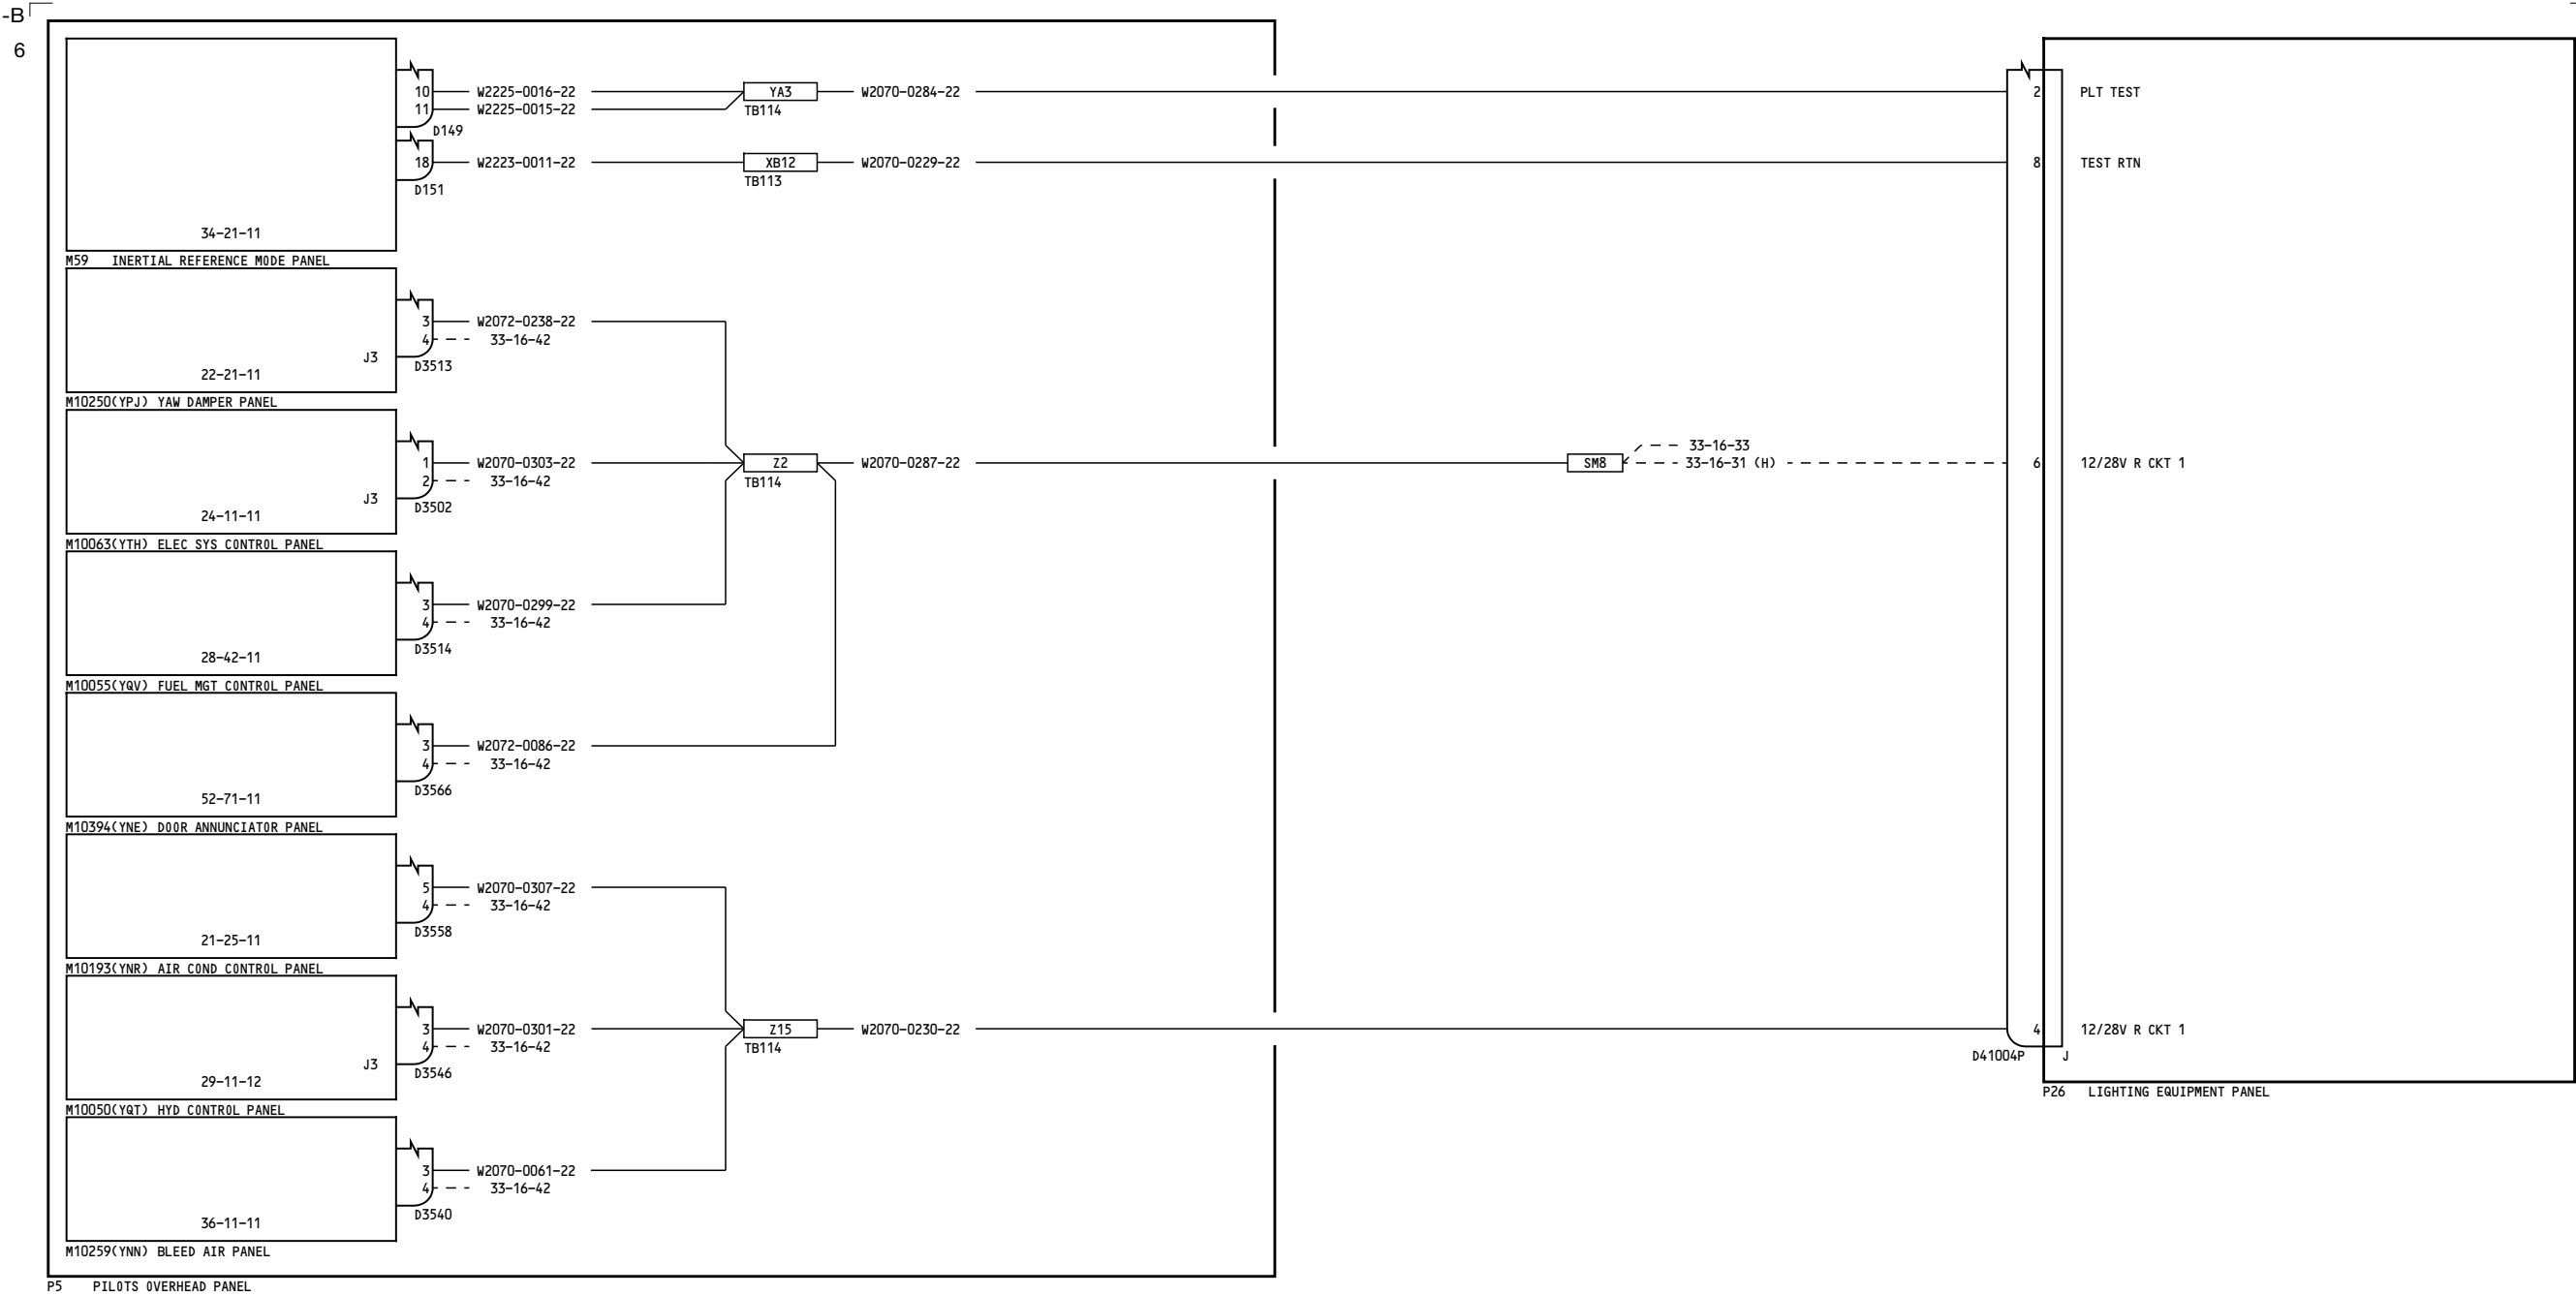 -B
6
10 W2225-0016-22 YA3 W2070-0284-22 2 PLT TEST
11 W2225-0015-22 TB114
D149
18 W2223-0011-22 XB12 W2070-0229-22 8 TEST RTN
D151 TB113
34-21-11
M59 INERTIAL REFERENCE MODE PANEL
3 W2072-0238-22
4 33-16-42
J3 D3513
22-21-11
M10250(YPJ) YAW DAMPER PANEL
33-16-33
1 W2070-0303-22 Z2 W2070-0287-22 SM8 33-16-31 (H) 6 12/28V R CKT 1
2 33-16-42 TB114
J3 D3502
24-11-11
M10063(YTH) ELEC SYS CONTROL PANEL
3 W2070-0299-22
4 33-16-42
D3514
28-42-11
M10055(YQV) FUEL MGT CONTROL PANEL
3 W2072-0086-22
4 33-16-42
D3566
52-71-11
M10394(YNE) DOOR ANNUNCIATOR PANEL
5 W2070-0307-22
4 33-16-42
D3558
21-25-11
M10193(YNR) AIR COND CONTROL PANEL
3 W2070-0301-22 Z15 W2070-0230-22 4 12/28V R CKT 1
4 33-16-42 TB114
D41004P J
J3 D3546
29-11-12
P26 LIGHTING EQUIPMENT PANEL
M10050(YQT) HYD CONTROL PANEL
3 W2070-0061-22
4 33-16-42
D3540
36-11-11
M10259(YNN) BLEED AIR PANEL
P5 PILOTS OVERHEAD PANEL